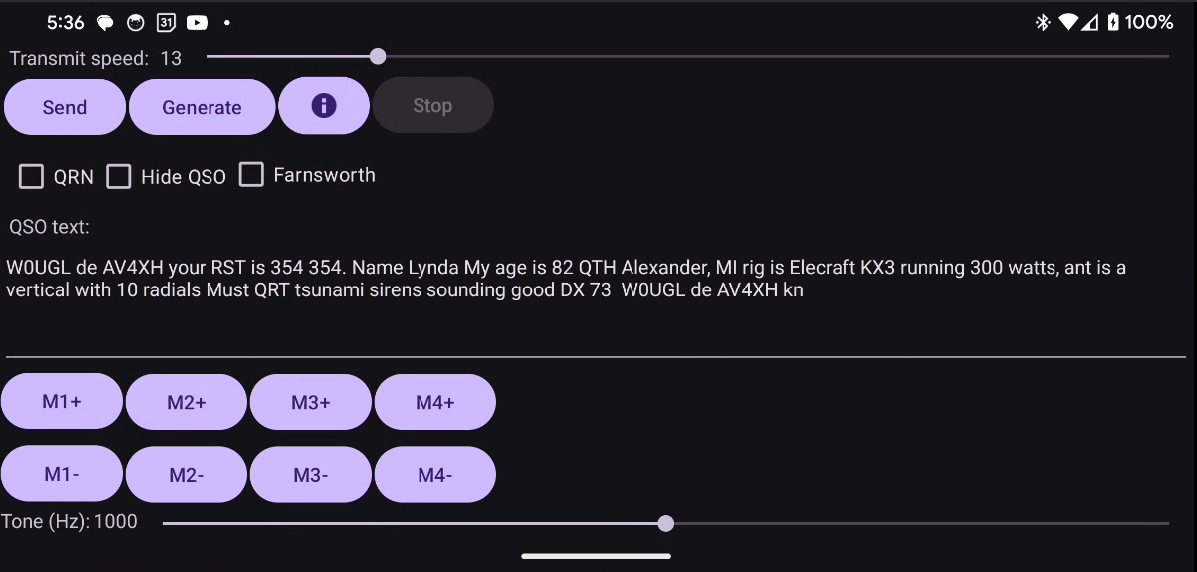 5:36 31 100%
Transmit speed: 13
Send Generate Stop
QRN Hide QSO Farnsworth
QSO text:
W0UGL de AV4XH your RST is 354 354. Name Lynda My age is 82 QTH Alexander, MI rig is Elecraft KX3 running 300 watts, ant is a
vertical with 10 radials Must QRT tsunami sirens sounding good DX 73  W0UGL de AV4XH kn
M1+ M2+ M3+ M4+
M1- M2- M3- M4-
Tone (Hz): 1000